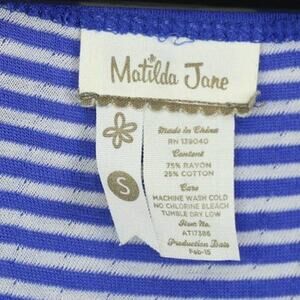 Matilda Jane
Made in China
RN 139040
Content
75% RAYON
25% COTTON
Care
MACHINE WASH COLD
NO CHLORINE BLEACH
TUMBLE DRY LOW
Item No.
AT17386
Production Date
Feb-15
S